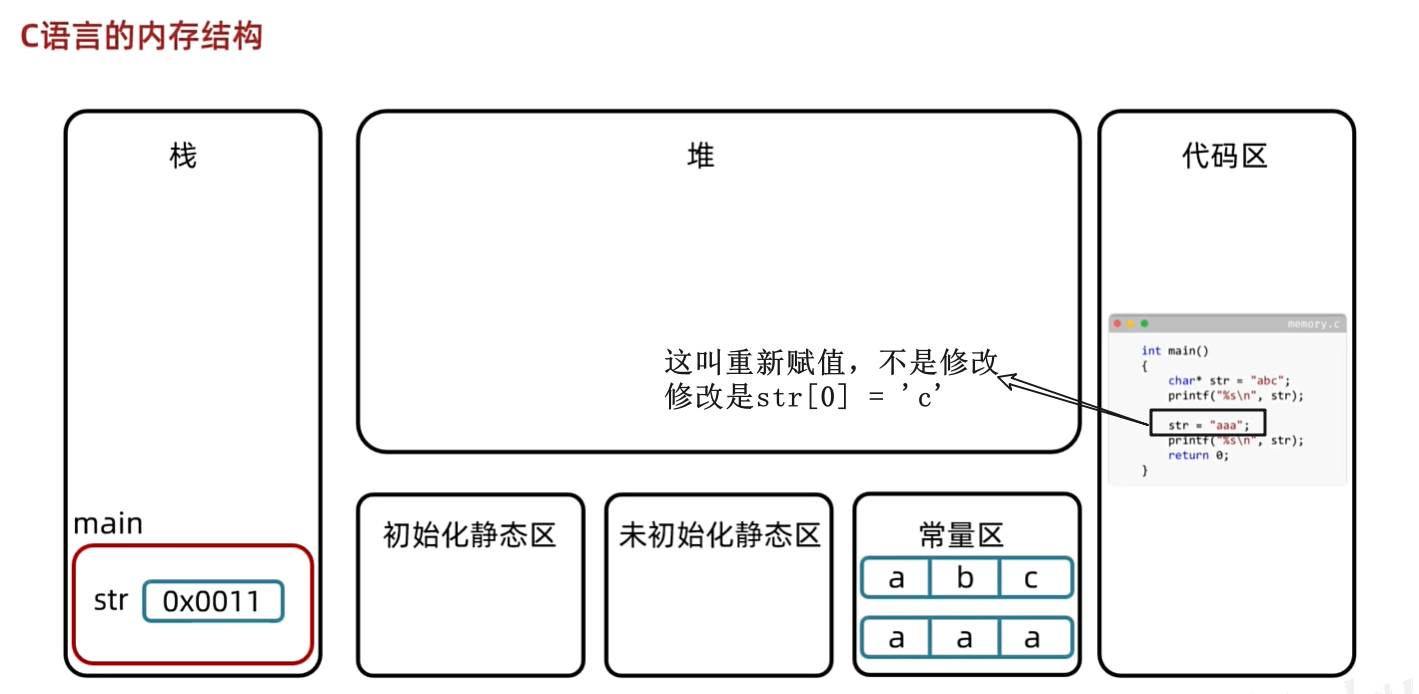 C语言的内存结构
栈
堆
代码区
memory.c
int main()
{
char* str = "abc";
printf("%s\n", str);
str = "aaa";
printf("%s\n", str);
return 0;
}
这叫重新赋值，不是修改
修改是str[0] = 'c'
main
str 0x0011
初始化静态区
未初始化静态区
常量区
a b c
a a a